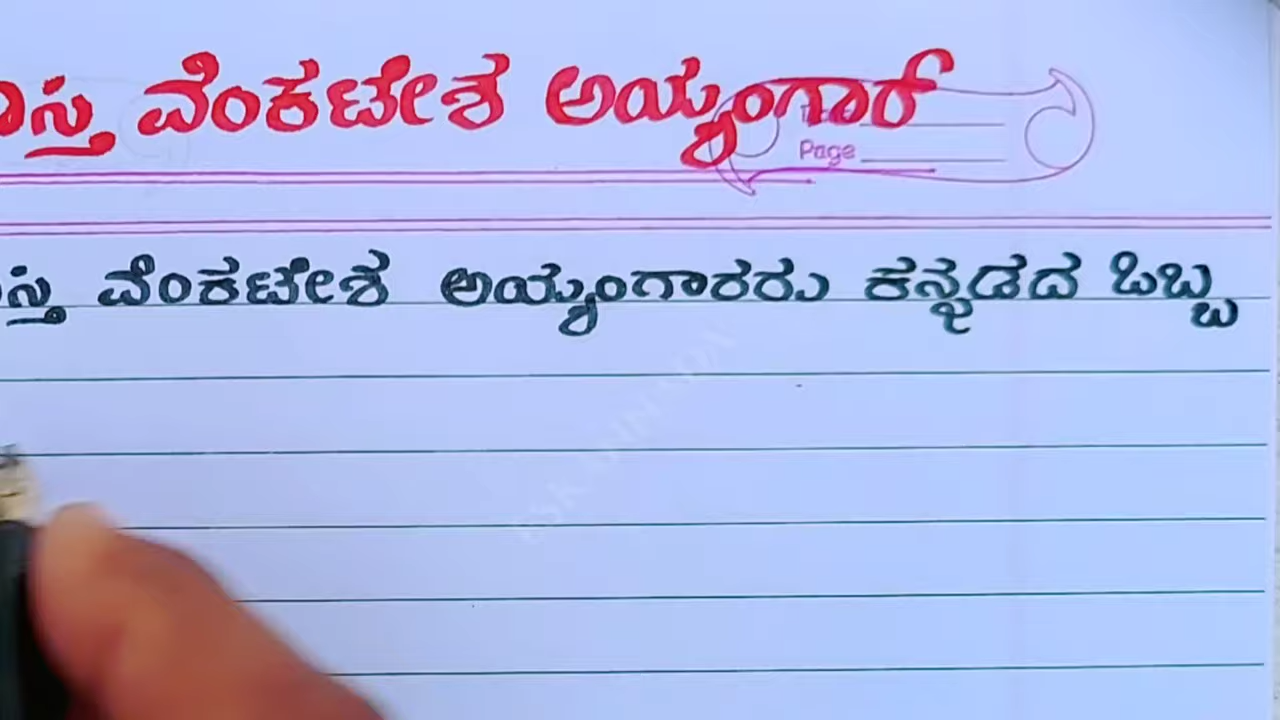 ವೆಂಕಟೇಶ ಅಯ್ಯಂಗಾರ್
Page
ವೆಂಕಟೇಶ ಅಯ್ಯಂಗಾರರು ಕನ್ನಡದ ಒಬ್ಬ